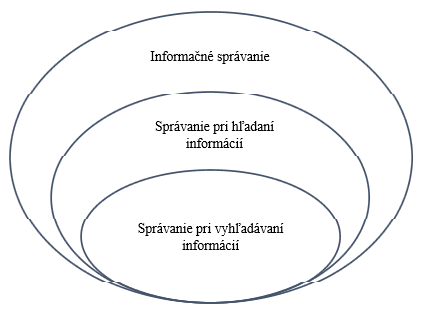 Informačné správanie
Správanie pri hľadaní
informácií
Správanie pri vyhľadávaní
informácií